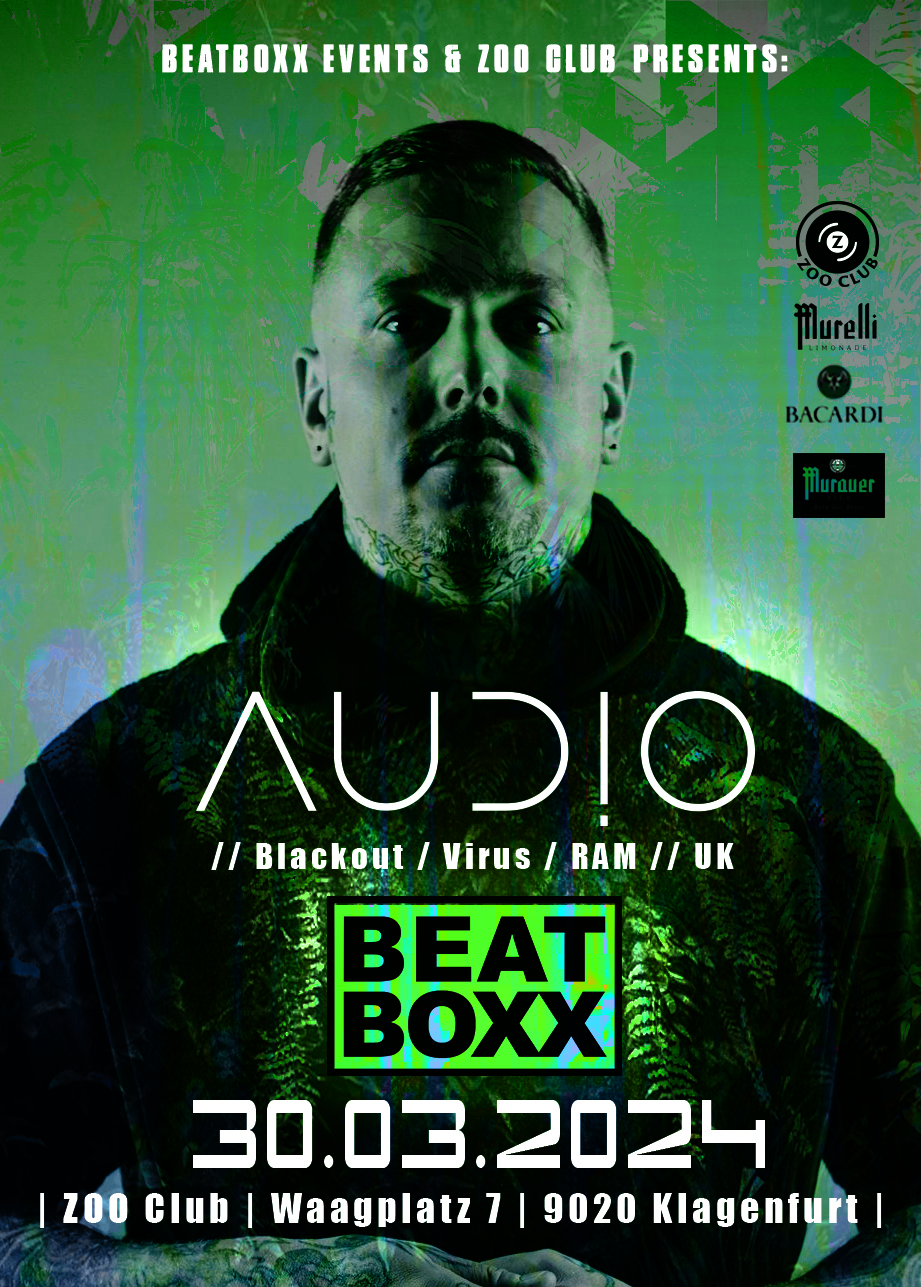 BEATBOXX EVENTS & ZOO CLUB PRESENTS:
Z
ZOO CLUB
Murelli
LIMONADE
BACARDI
Murauer
AUDIO
// Blackout / Virus / RAM // UK
BEAT
BOXX
30.03.2024
| ZOO Club | Waagplatz 7 | 9020 Klagenfurt |